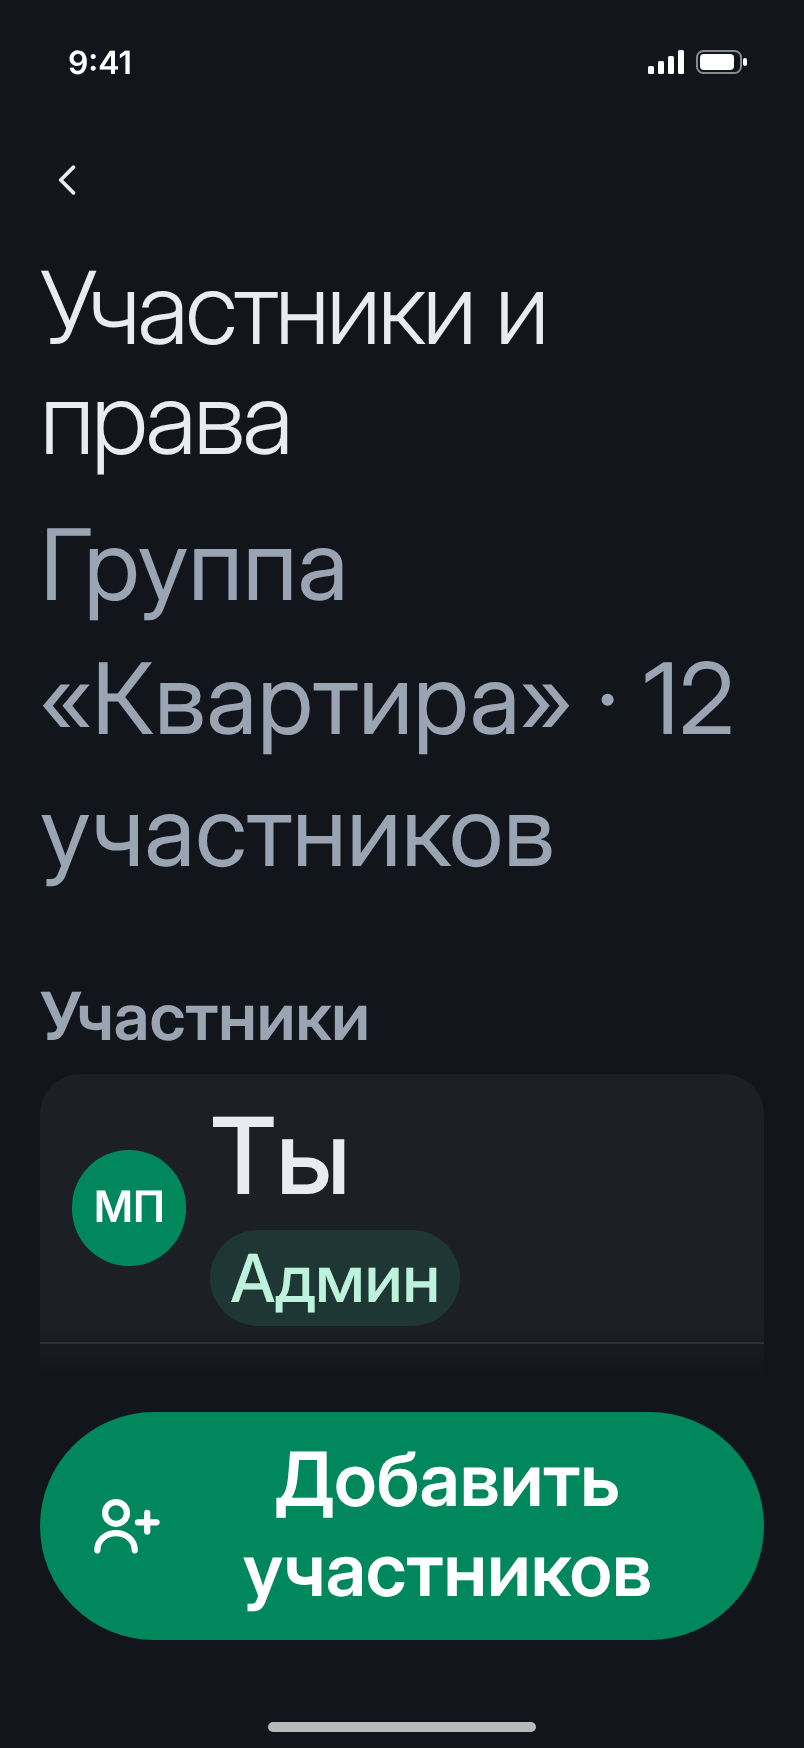 9:41
Участники и
права
Группа
«Квартира» · 12
участников
Участники
МП
Ты
Админ
Добавить
участников